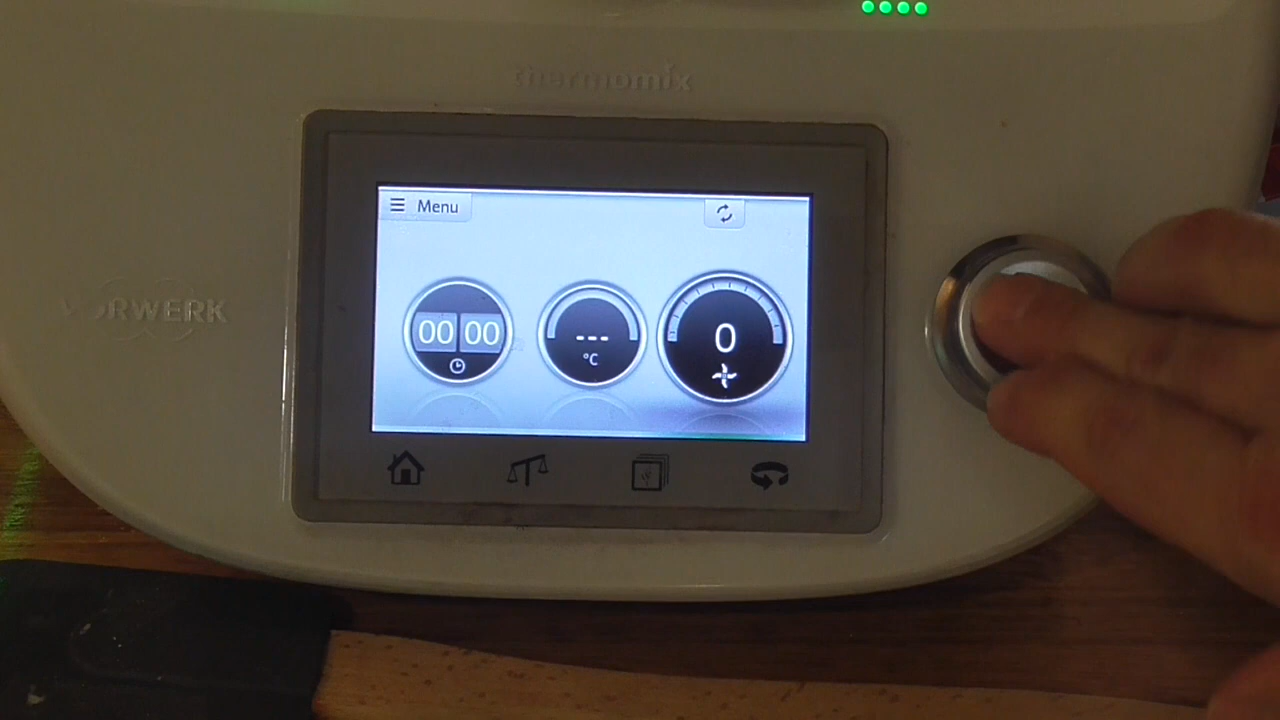 thermomix
Menu
VORWERK
00 00
---
°C
0